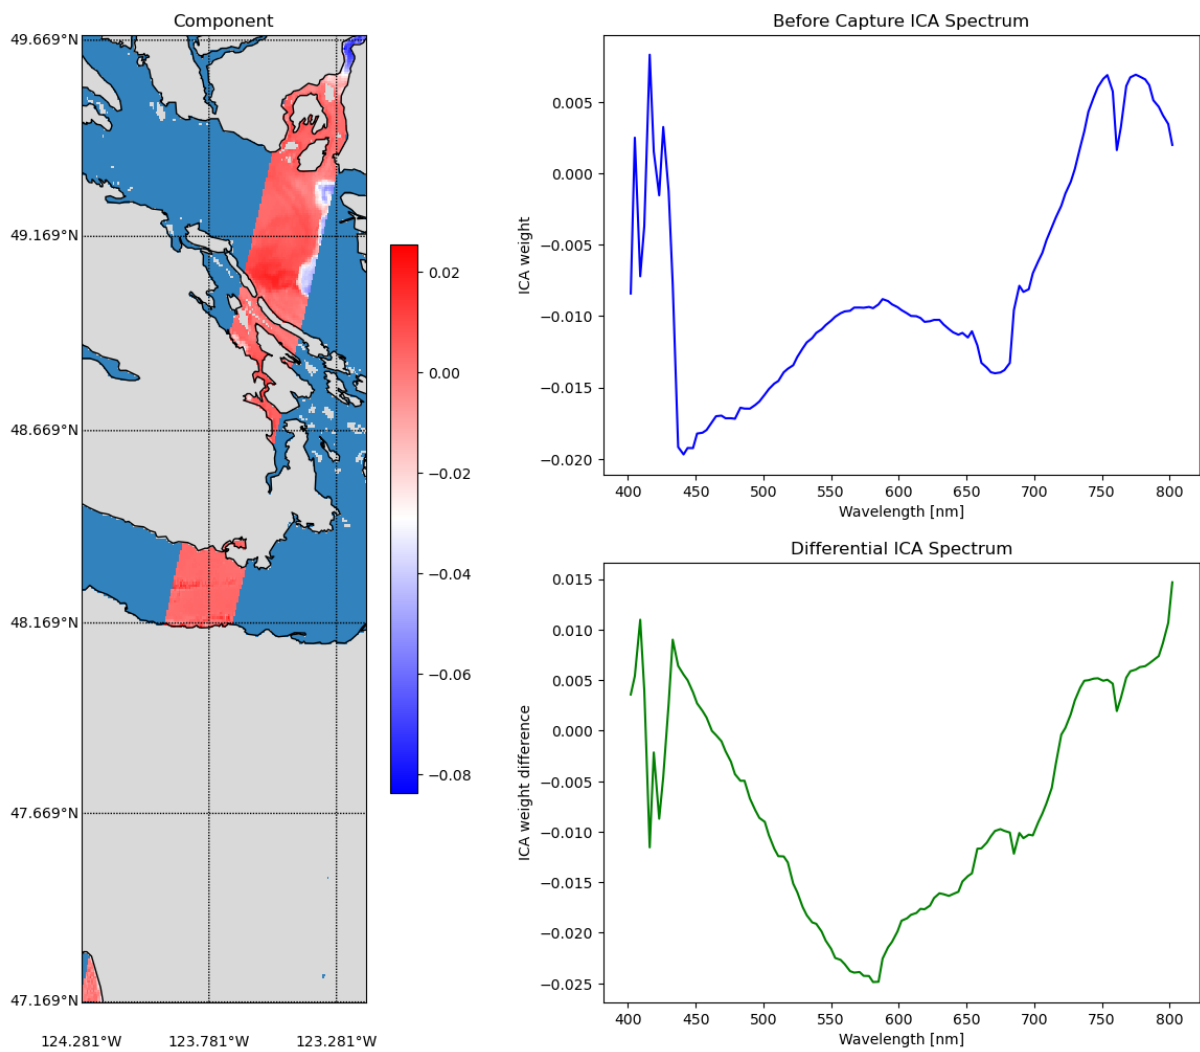 Component
49.669°N
49.169°N
48.669°N
48.169°N
47.669°N
47.169°N
124.281°W 123.781°W 123.281°W
0.02
0.00
−0.02
−0.04
−0.06
−0.08
Before Capture ICA Spectrum
ICA weight
0.005
0.000
−0.005
−0.010
−0.015
−0.020
400 450 500 550 600 650 700 750 800
Wavelength [nm]
Differential ICA Spectrum
ICA weight difference
0.015
0.010
0.005
0.000
−0.005
−0.010
−0.015
−0.020
−0.025
400 450 500 550 600 650 700 750 800
Wavelength [nm]